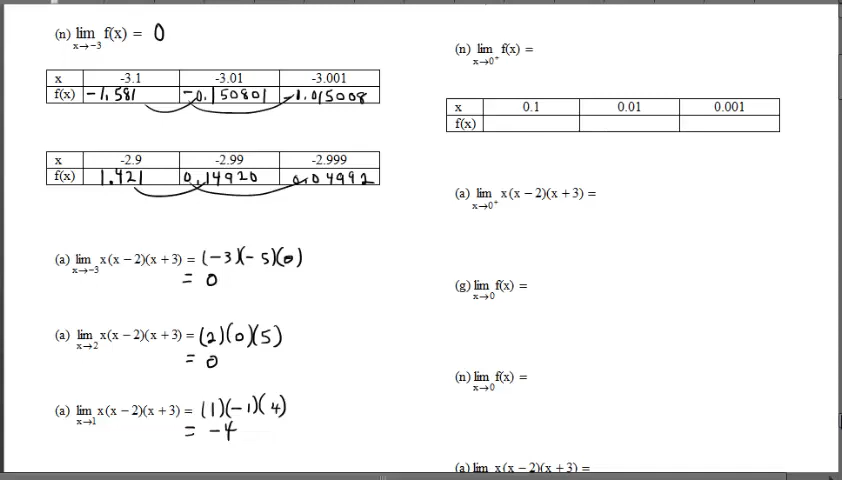 (n) lim f(x) = 0
x→-3
x -3.1 -3.01 -3.001
f(x) -1.581 -0.150801 -1.015008
x -2.9 -2.99 -2.999
f(x) 1.421 0.14920 0.04992
(a) lim x(x − 2)(x + 3) = (-3)(-5)(0)
x→-3
= 0
(a) lim x(x − 2)(x + 3) = (2)(0)(5)
x→2
= 0
(a) lim x(x − 2)(x + 3) = (1)(-1)(4)
x→1
= -4
(n) lim f(x) =
x→0⁺
x 0.1 0.01 0.001
f(x)
(a) lim x(x − 2)(x + 3) =
x→0⁺
(g) lim f(x) =
x→0
(n) lim f(x) =
x→0
(a) lim x(x − 2)(x + 3) =